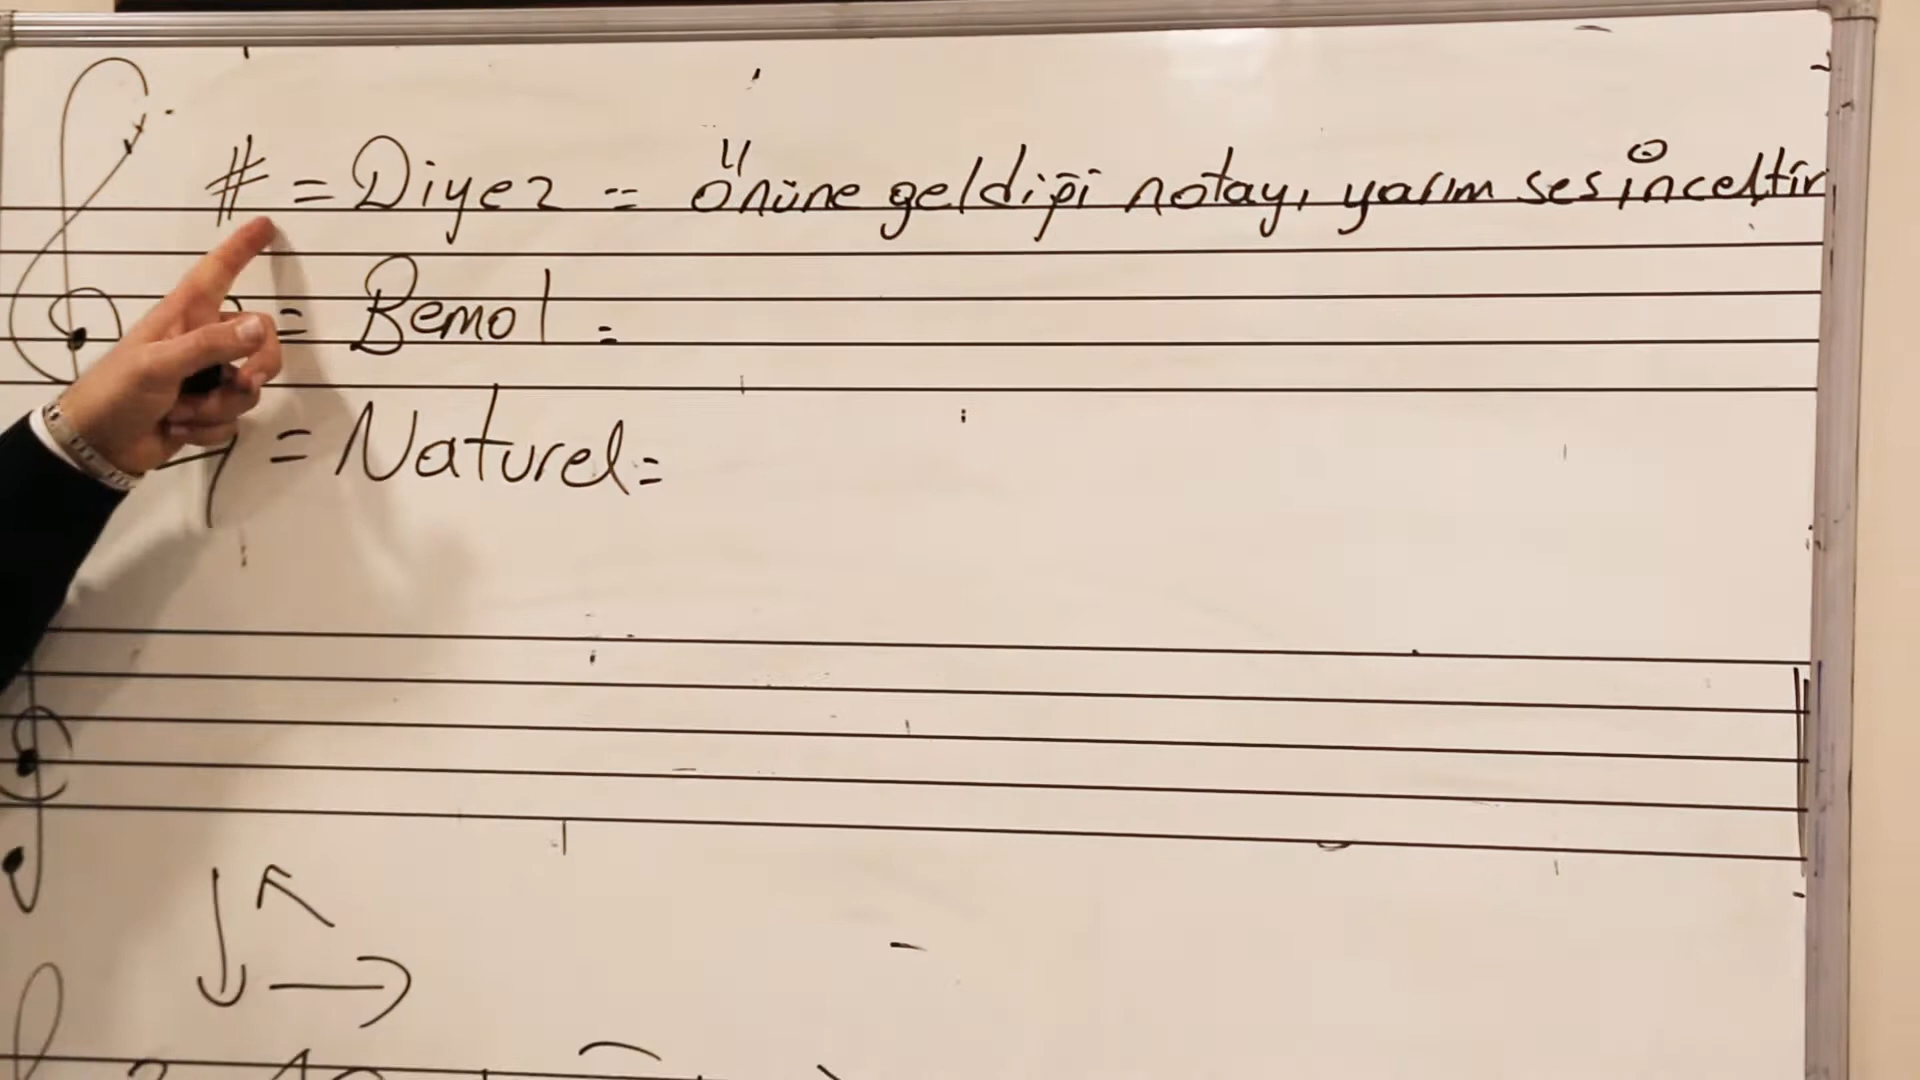 # = Diyez = önüne geldiği notayı yarım ses inceltir
= Bemol =
= Naturel =